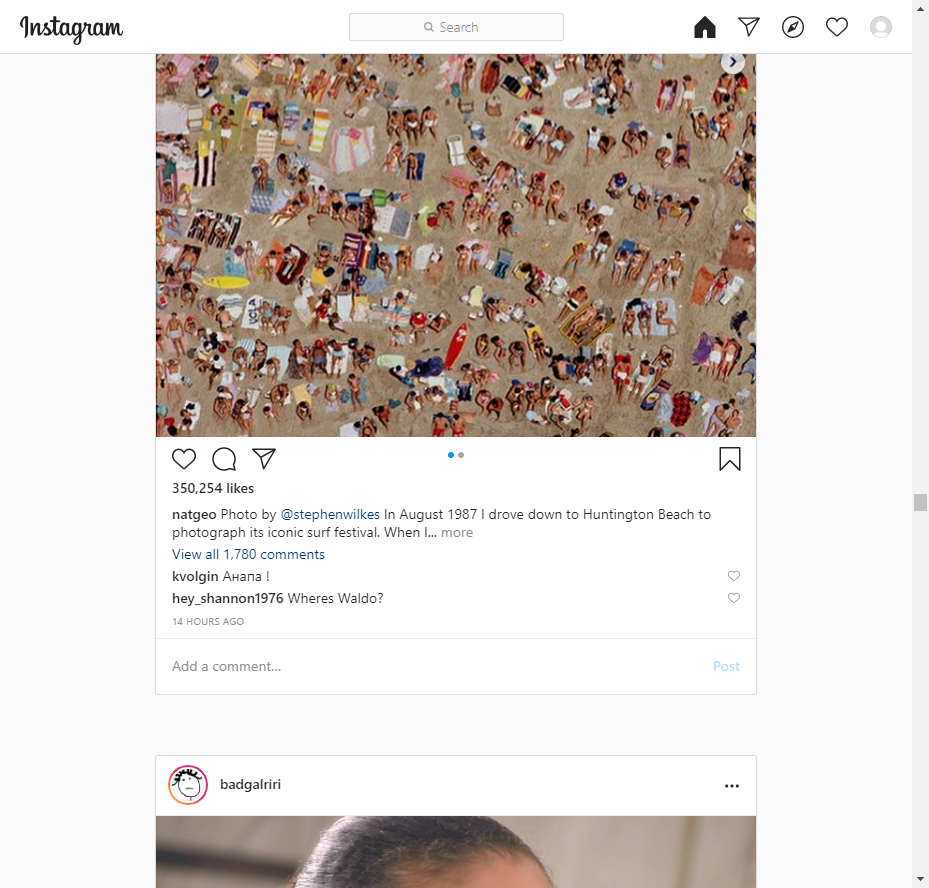 Instagram
Search
350,254 likes
natgeo Photo by @stephenwilkes In August 1987 I drove down to Huntington Beach to
photograph its iconic surf festival. When I... more
View all 1,780 comments
kvolgin Анапа !
hey_shannon1976 Wheres Waldo?
14 HOURS AGO
Add a comment... Post
badgalriri